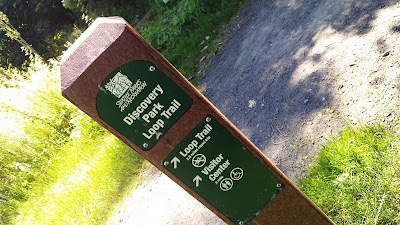 Discovery
Park
Loop Trail
Loop Trail
Visitor
Center